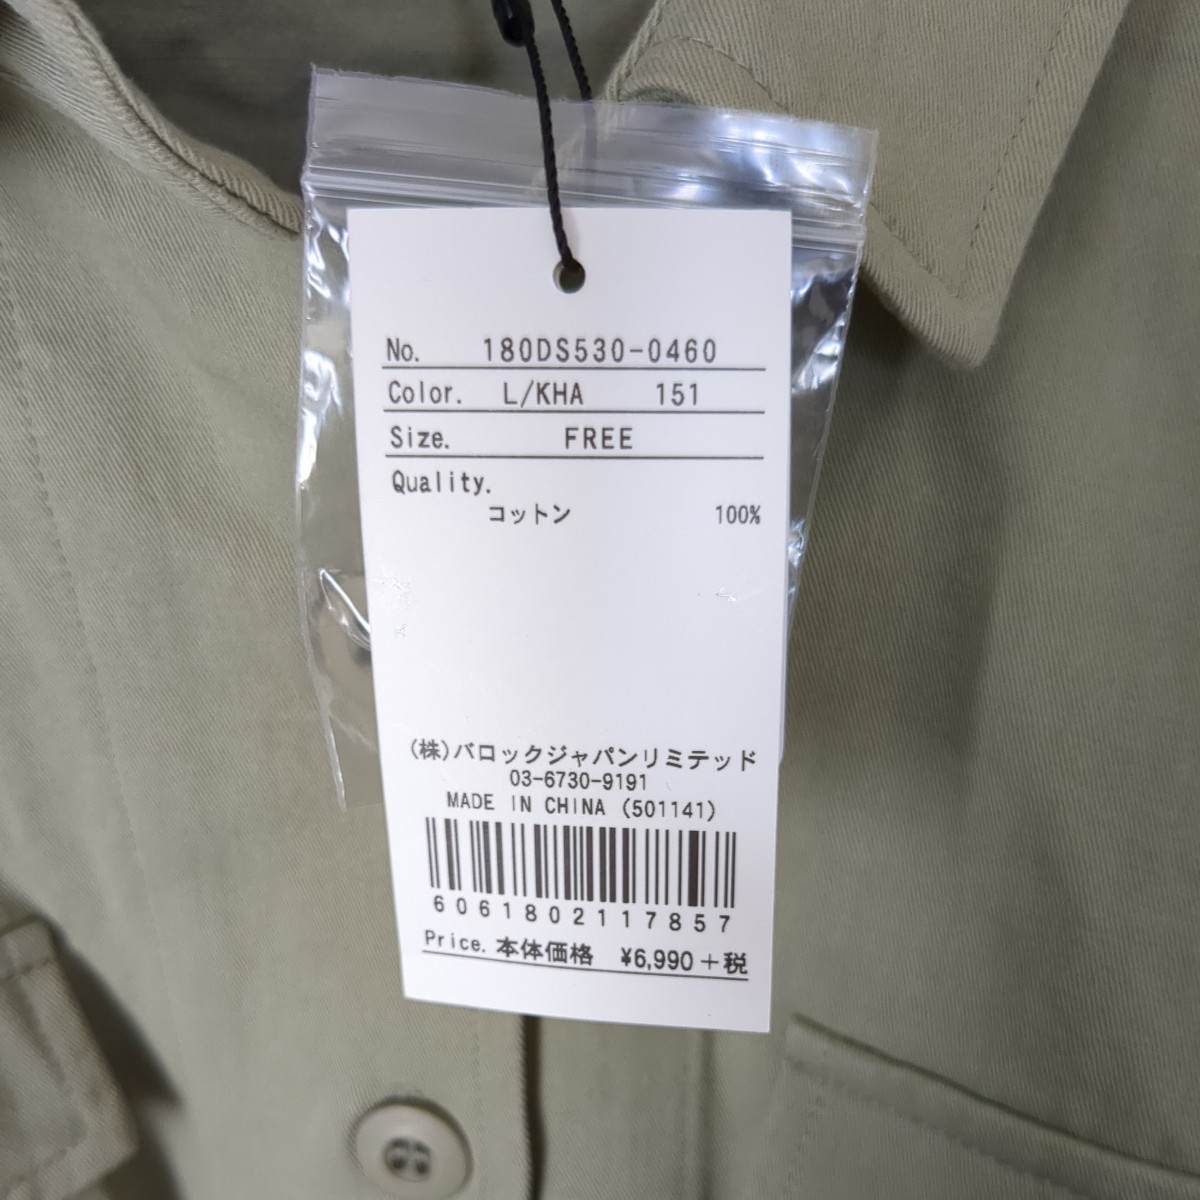 No. 180DS530-0460
Color. L/KHA 151
Size. FREE
Quality.
コットン 100%
(株)バロックジャパンリミテッド
03-6730-9191
MADE IN CHINA (501141)
6061802117857
Price. 本体価格 ¥6,990+税